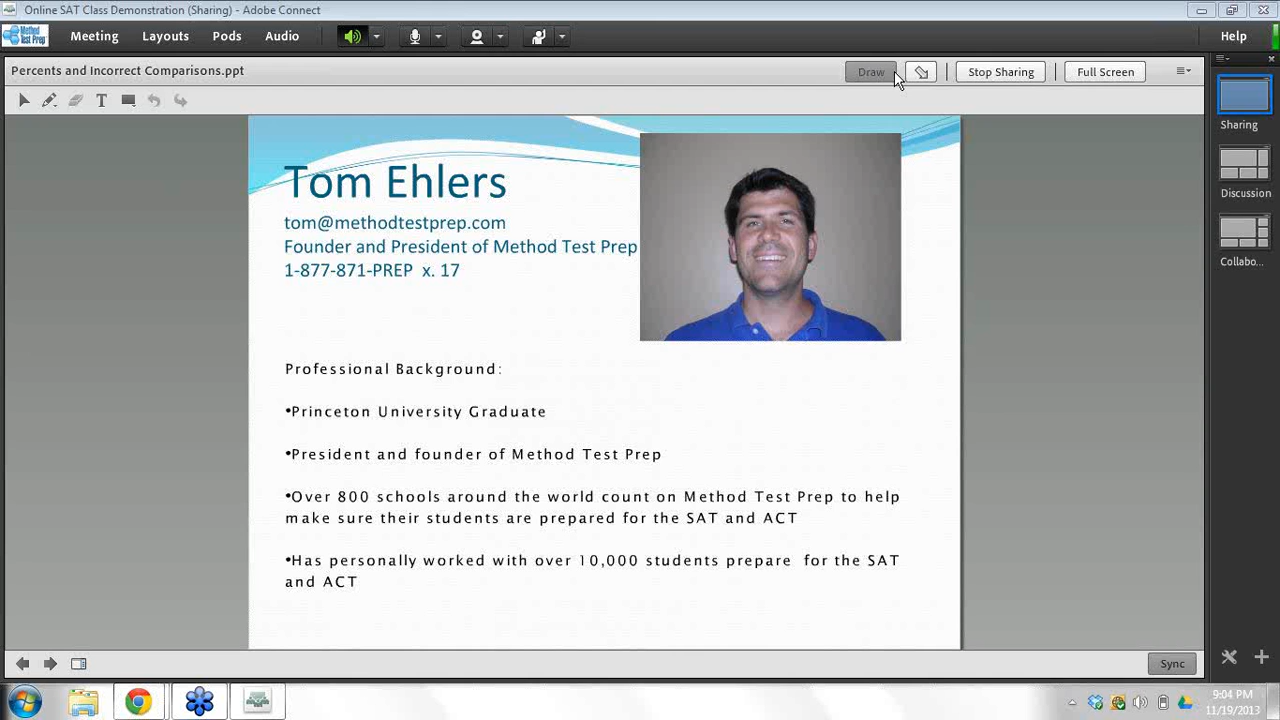 Online SAT Class Demonstration (Sharing) - Adobe Connect
Method Test Prep
Meeting Layouts Pods Audio Help
Percents and Incorrect Comparisons.ppt Draw Stop Sharing Full Screen
T
Sharing
Discussion
Collabo...
Tom Ehlers
tom@methodtestprep.com
Founder and President of Method Test Prep
1-877-871-PREP x. 17
Professional Background:
•Princeton University Graduate
•President and founder of Method Test Prep
•Over 800 schools around the world count on Method Test Prep to help
make sure their students are prepared for the SAT and ACT
•Has personally worked with over 10,000 students prepare for the SAT
and ACT
Sync
9:04 PM
11/19/2013